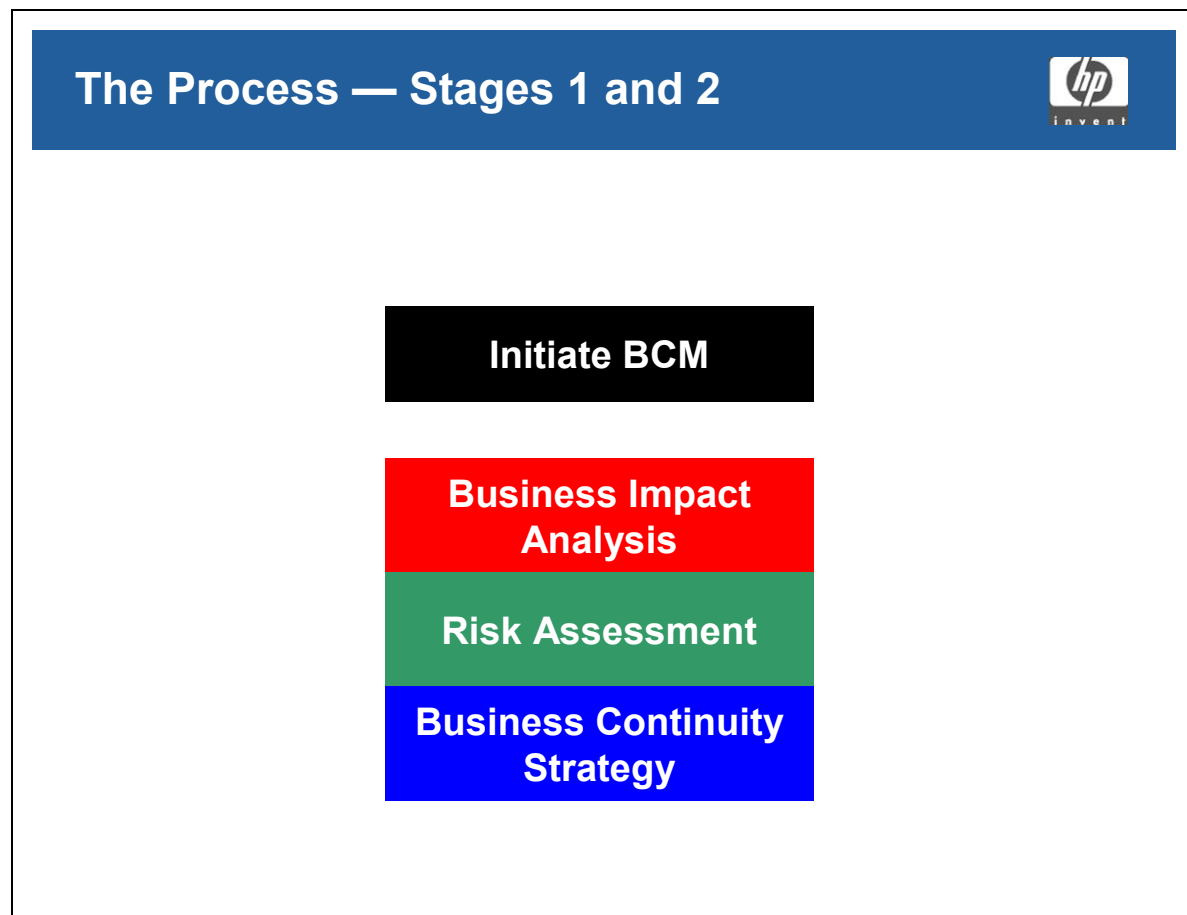 The Process — Stages 1 and 2
hp
invent
Initiate BCM
Business Impact
Analysis
Risk Assessment
Business Continuity
Strategy